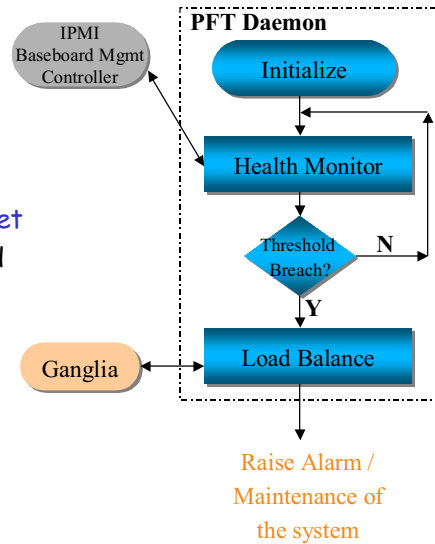 PFT Daemon
IPMI
Baseboard Mgmt
Controller
Initialize
Health Monitor
et
Threshold
Breach?
N
Y
Ganglia
Load Balance
Raise Alarm /
Maintenance of
the system